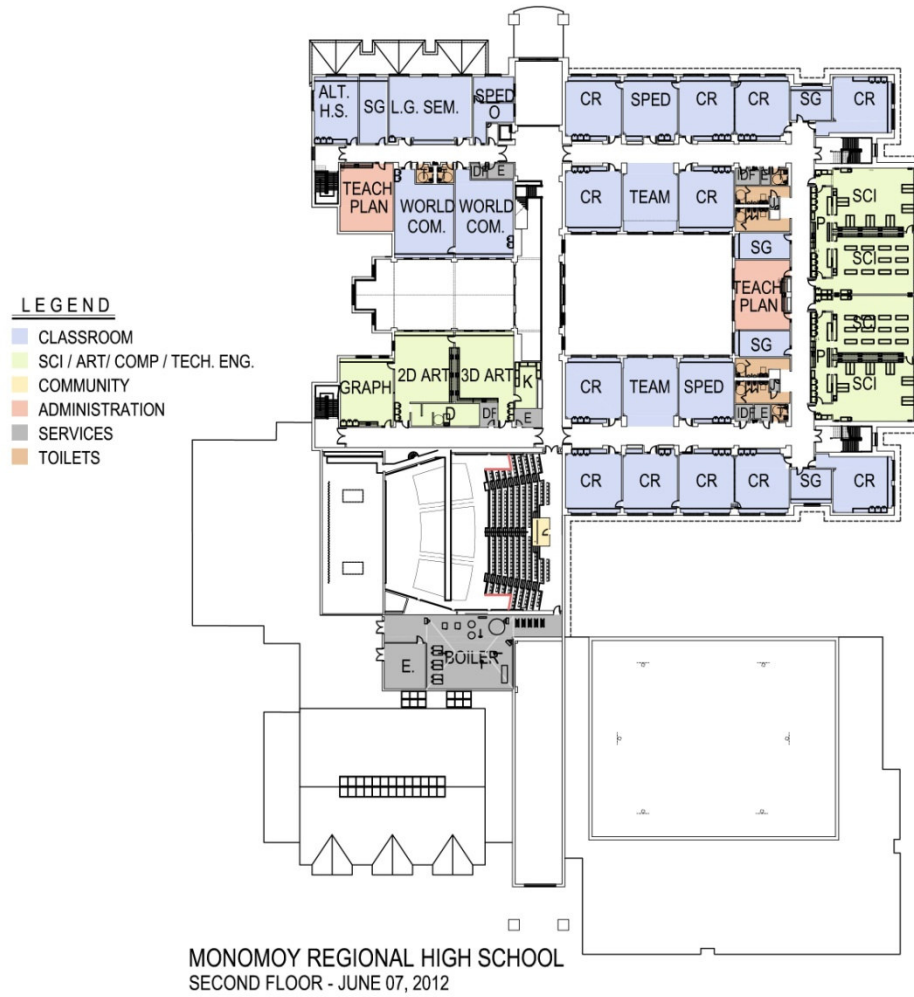 ALT.
H.S.
SG
L.G. SEM.
SPED
O
CR
SPED
CR
CR
SG
CR
TEACH
PLAN
WORLD
COM.
WORLD
COM.
E
CR
TEAM
CR
E
SCI
P
SCI
SG
TEACH
PLAN
SG
SCI
P
SCI
LEGEND
CLASSROOM
SCI / ART/ COMP / TECH. ENG.
COMMUNITY
ADMINISTRATION
SERVICES
TOILETS
GRAPH
2D ART
3D ART
K
E
CR
TEAM
SPED
IDF
E
CR
CR
CR
CR
SG
CR
E.
BOILER
MONOMOY REGIONAL HIGH SCHOOL
SECOND FLOOR - JUNE 07, 2012